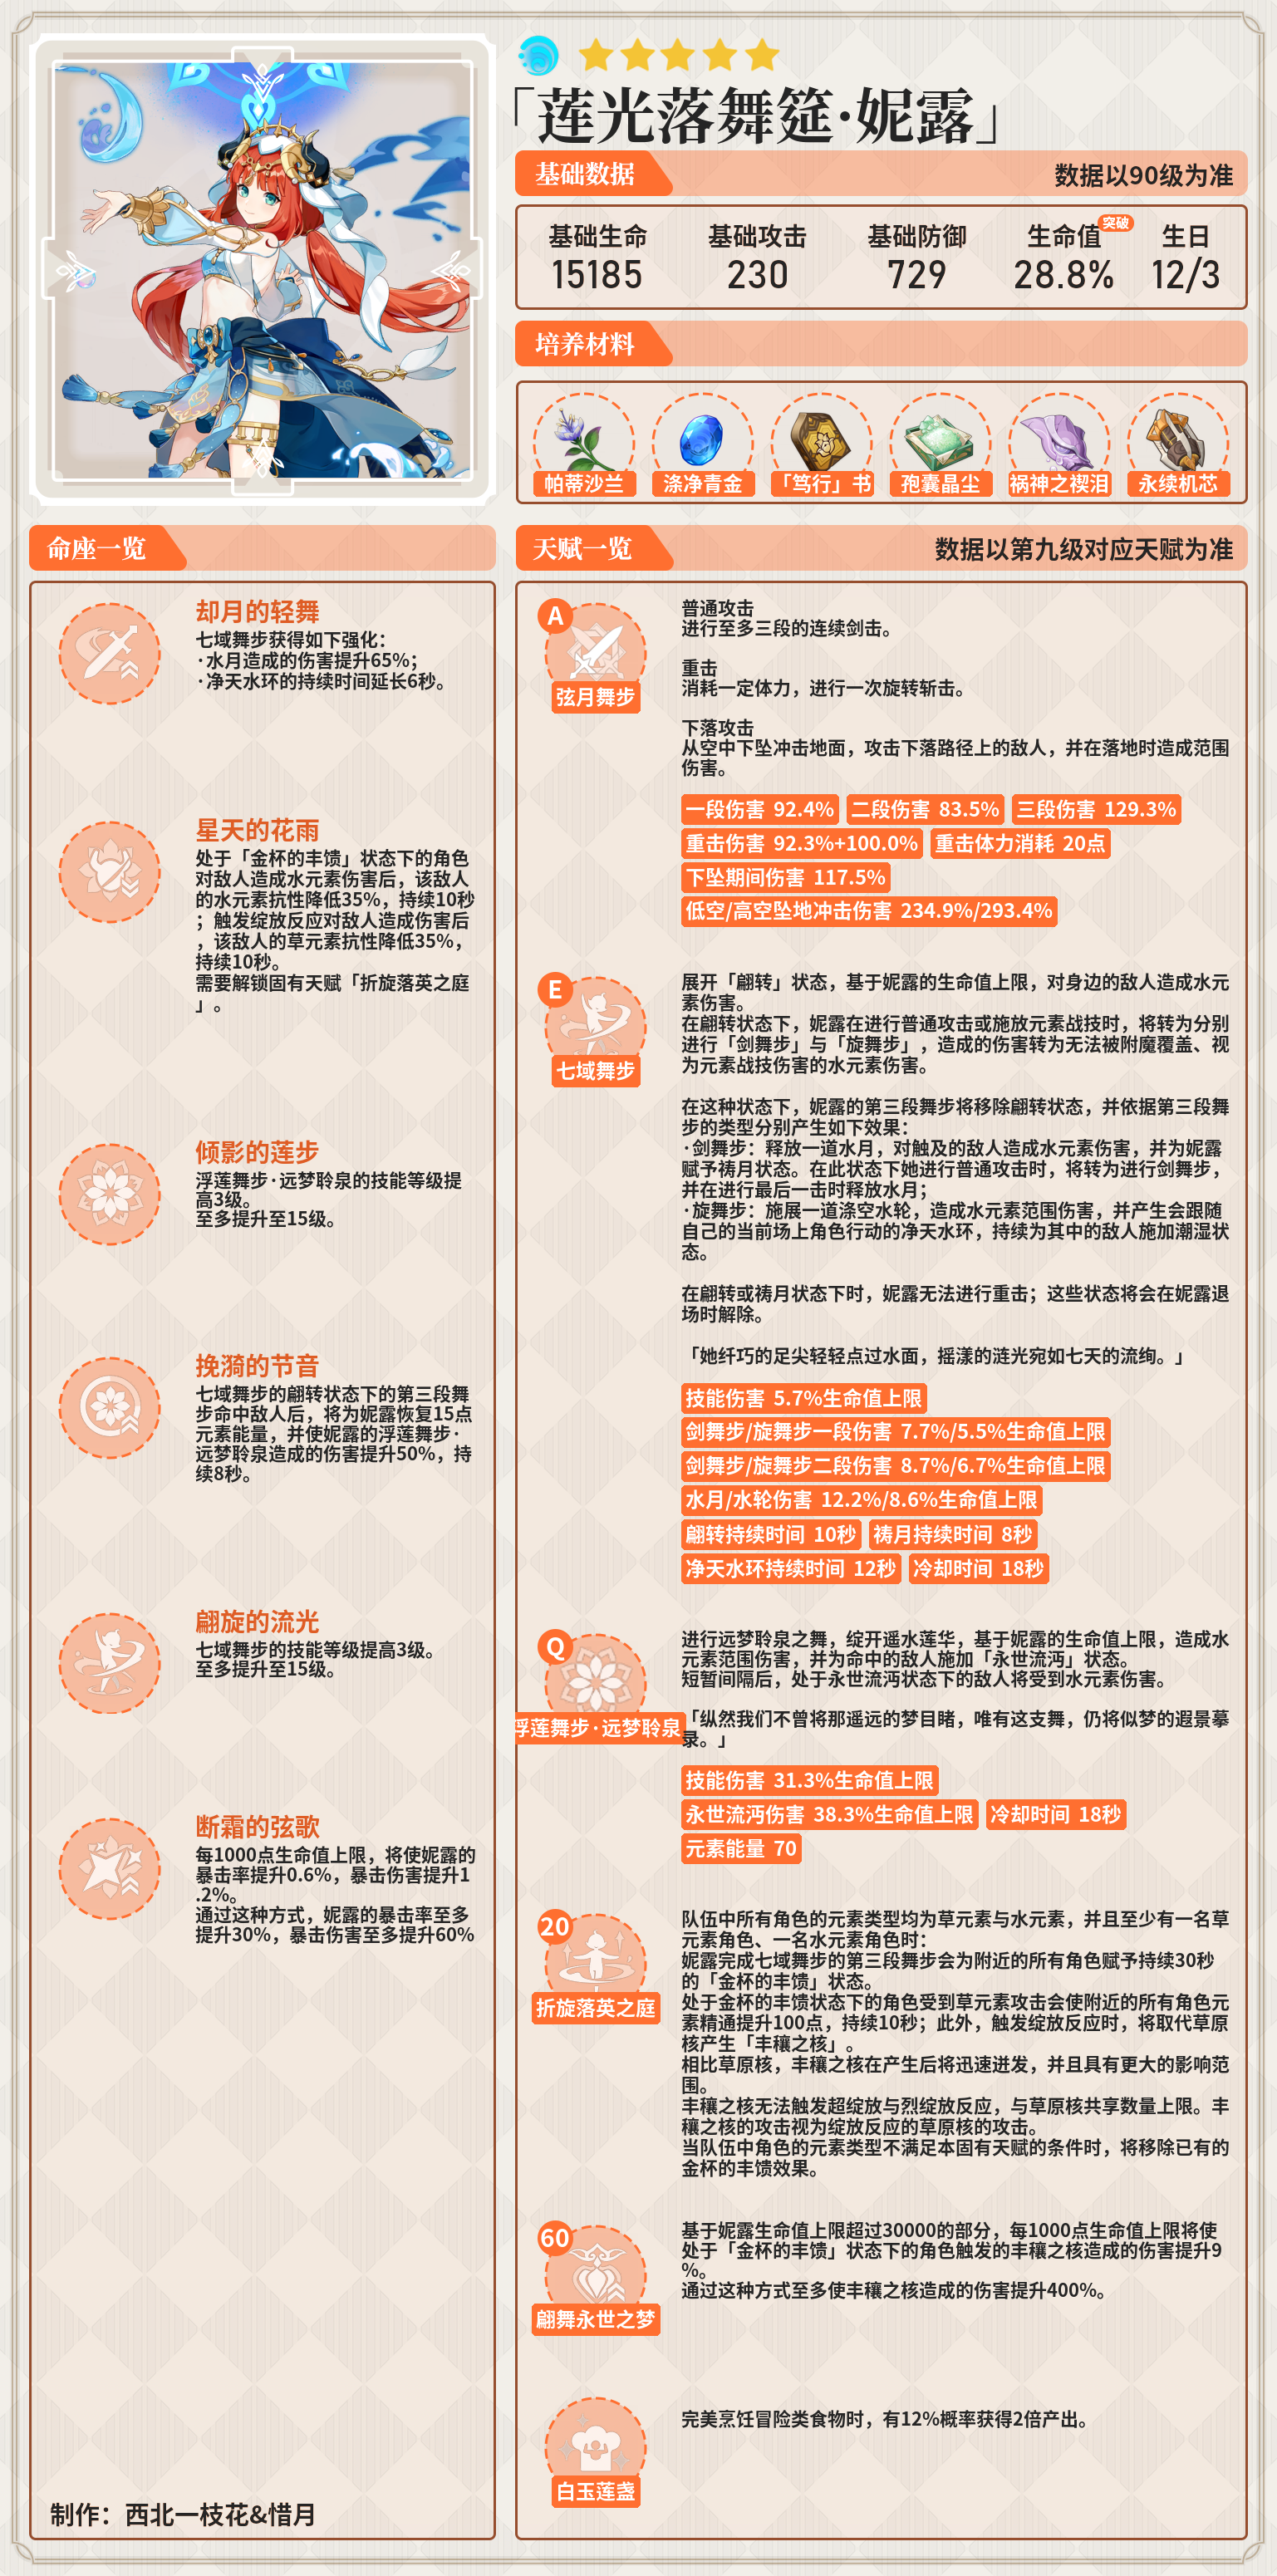 「莲光落舞筵·妮露」
基础数据
数据以90级为准
基础生命
15185
基础攻击
230
基础防御
729
生命值 突破
28.8%
生日
12/3
培养材料
帕蒂沙兰
涤净青金
「笃行」书
孢囊晶尘
祸神之禊泪
永续机芯
命座一览
却月的轻舞
七域舞步获得如下强化：
·水月造成的伤害提升65%；
·净天水环的持续时间延长6秒。
星天的花雨
处于「金杯的丰馈」状态下的角色
对敌人造成水元素伤害后，该敌人
的水元素抗性降低35%，持续10秒
；触发绽放反应对敌人造成伤害后
，该敌人的草元素抗性降低35%，
持续10秒。
需要解锁固有天赋「折旋落英之庭
」。
倾影的莲步
浮莲舞步·远梦聆泉的技能等级提
高3级。
至多提升至15级。
挽漪的节音
七域舞步的翩转状态下的第三段舞
步命中敌人后，将为妮露恢复15点
元素能量，并使妮露的浮莲舞步·
远梦聆泉造成的伤害提升50%，持
续8秒。
翩旋的流光
七域舞步的技能等级提高3级。
至多提升至15级。
断霜的弦歌
每1000点生命值上限，将使妮露的
暴击率提升0.6%，暴击伤害提升1
.2%。
通过这种方式，妮露的暴击率至多
提升30%，暴击伤害至多提升60%
制作：西北一枝花&惜月
天赋一览
数据以第九级对应天赋为准
A
弦月舞步
普通攻击
进行至多三段的连续剑击。
重击
消耗一定体力，进行一次旋转斩击。
下落攻击
从空中下坠冲击地面，攻击下落路径上的敌人，并在落地时造成范围
伤害。
一段伤害 92.4% 二段伤害 83.5% 三段伤害 129.3%
重击伤害 92.3%+100.0% 重击体力消耗 20点
下坠期间伤害 117.5%
低空/高空坠地冲击伤害 234.9%/293.4%
E
七域舞步
展开「翩转」状态，基于妮露的生命值上限，对身边的敌人造成水元
素伤害。
在翩转状态下，妮露在进行普通攻击或施放元素战技时，将转为分别
进行「剑舞步」与「旋舞步」，造成的伤害转为无法被附魔覆盖、视
为元素战技伤害的水元素伤害。
在这种状态下，妮露的第三段舞步将移除翩转状态，并依据第三段舞
步的类型分别产生如下效果：
·剑舞步：释放一道水月，对触及的敌人造成水元素伤害，并为妮露
赋予祷月状态。在此状态下她进行普通攻击时，将转为进行剑舞步，
并在进行最后一击时释放水月；
·旋舞步：施展一道涤空水轮，造成水元素范围伤害，并产生会跟随
自己的当前场上角色行动的净天水环，持续为其中的敌人施加潮湿状
态。
在翩转或祷月状态下时，妮露无法进行重击；这些状态将会在妮露退
场时解除。
「她纤巧的足尖轻轻点过水面，摇漾的涟光宛如七天的流绚。」
技能伤害 5.7%生命值上限
剑舞步/旋舞步一段伤害 7.7%/5.5%生命值上限
剑舞步/旋舞步二段伤害 8.7%/6.7%生命值上限
水月/水轮伤害 12.2%/8.6%生命值上限
翩转持续时间 10秒 祷月持续时间 8秒
净天水环持续时间 12秒 冷却时间 18秒
Q
浮莲舞步·远梦聆泉
进行远梦聆泉之舞，绽开遥水莲华，基于妮露的生命值上限，造成水
元素范围伤害，并为命中的敌人施加「永世流沔」状态。
短暂间隔后，处于永世流沔状态下的敌人将受到水元素伤害。
「纵然我们不曾将那遥远的梦目睹，唯有这支舞，仍将似梦的遐景摹
录。」
技能伤害 31.3%生命值上限
永世流沔伤害 38.3%生命值上限 冷却时间 18秒
元素能量 70
20
折旋落英之庭
队伍中所有角色的元素类型均为草元素与水元素，并且至少有一名草
元素角色、一名水元素角色时：
妮露完成七域舞步的第三段舞步会为附近的所有角色赋予持续30秒
的「金杯的丰馈」状态。
处于金杯的丰馈状态下的角色受到草元素攻击会使附近的所有角色元
素精通提升100点，持续10秒；此外，触发绽放反应时，将取代草原
核产生「丰穰之核」。
相比草原核，丰穰之核在产生后将迅速迸发，并且具有更大的影响范
围。
丰穰之核无法触发超绽放与烈绽放反应，与草原核共享数量上限。丰
穰之核的攻击视为绽放反应的草原核的攻击。
当队伍中角色的元素类型不满足本固有天赋的条件时，将移除已有的
金杯的丰馈效果。
60
翩舞永世之梦
基于妮露生命值上限超过30000的部分，每1000点生命值上限将使
处于「金杯的丰馈」状态下的角色触发的丰穰之核造成的伤害提升9
%。
通过这种方式至多使丰穰之核造成的伤害提升400%。
白玉莲盏
完美烹饪冒险类食物时，有12%概率获得2倍产出。